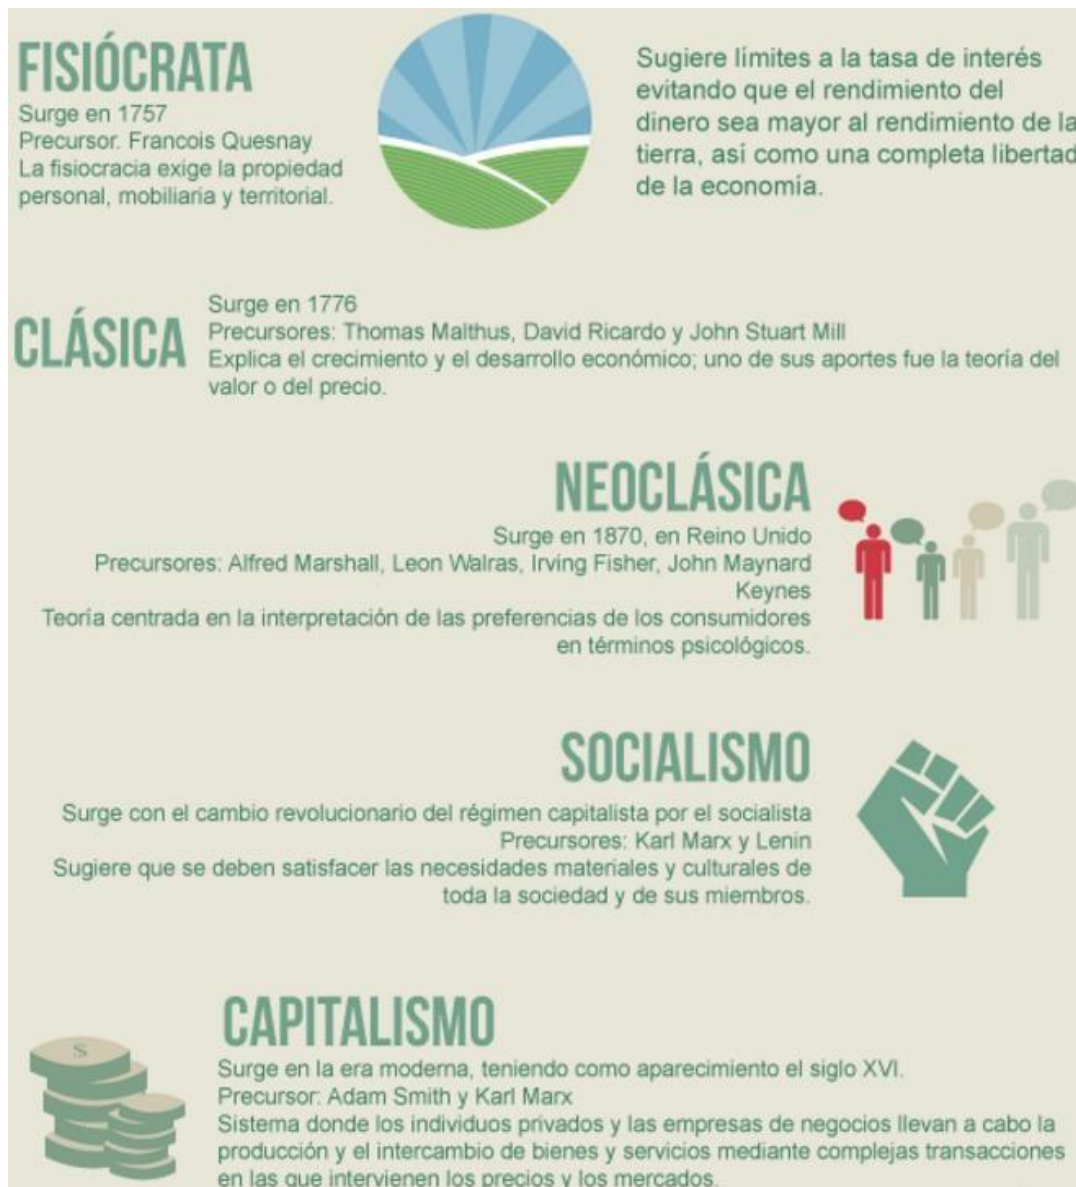 FISIÓCRATA
Surge en 1757
Precursor. Francois Quesnay
La fisiocracia exige la propiedad
personal, mobiliaria y territorial.
Sugiere límites a la tasa de interés
evitando que el rendimiento del
dinero sea mayor al rendimiento de la
tierra, así como una completa libertad
de la economía.
CLÁSICA
Surge en 1776
Precursores: Thomas Malthus, David Ricardo y John Stuart Mill
Explica el crecimiento y el desarrollo económico; uno de sus aportes fue la teoría del
valor o del precio.
NEOCLÁSICA
Surge en 1870, en Reino Unido
Precursores: Alfred Marshall, Leon Walras, Irving Fisher, John Maynard
Keynes
Teoría centrada en la interpretación de las preferencias de los consumidores
en términos psicológicos.
SOCIALISMO
Surge con el cambio revolucionario del régimen capitalista por el socialista
Precursores: Karl Marx y Lenin
Sugiere que se deben satisfacer las necesidades materiales y culturales de
toda la sociedad y de sus miembros.
CAPITALISMO
$
Surge en la era moderna, teniendo como aparecimiento el siglo XVI.
Precursor: Adam Smith y Karl Marx
Sistema donde los individuos privados y las empresas de negocios llevan a cabo la
producción y el intercambio de bienes y servicios mediante complejas transacciones
en las que intervienen los precios y los mercados.